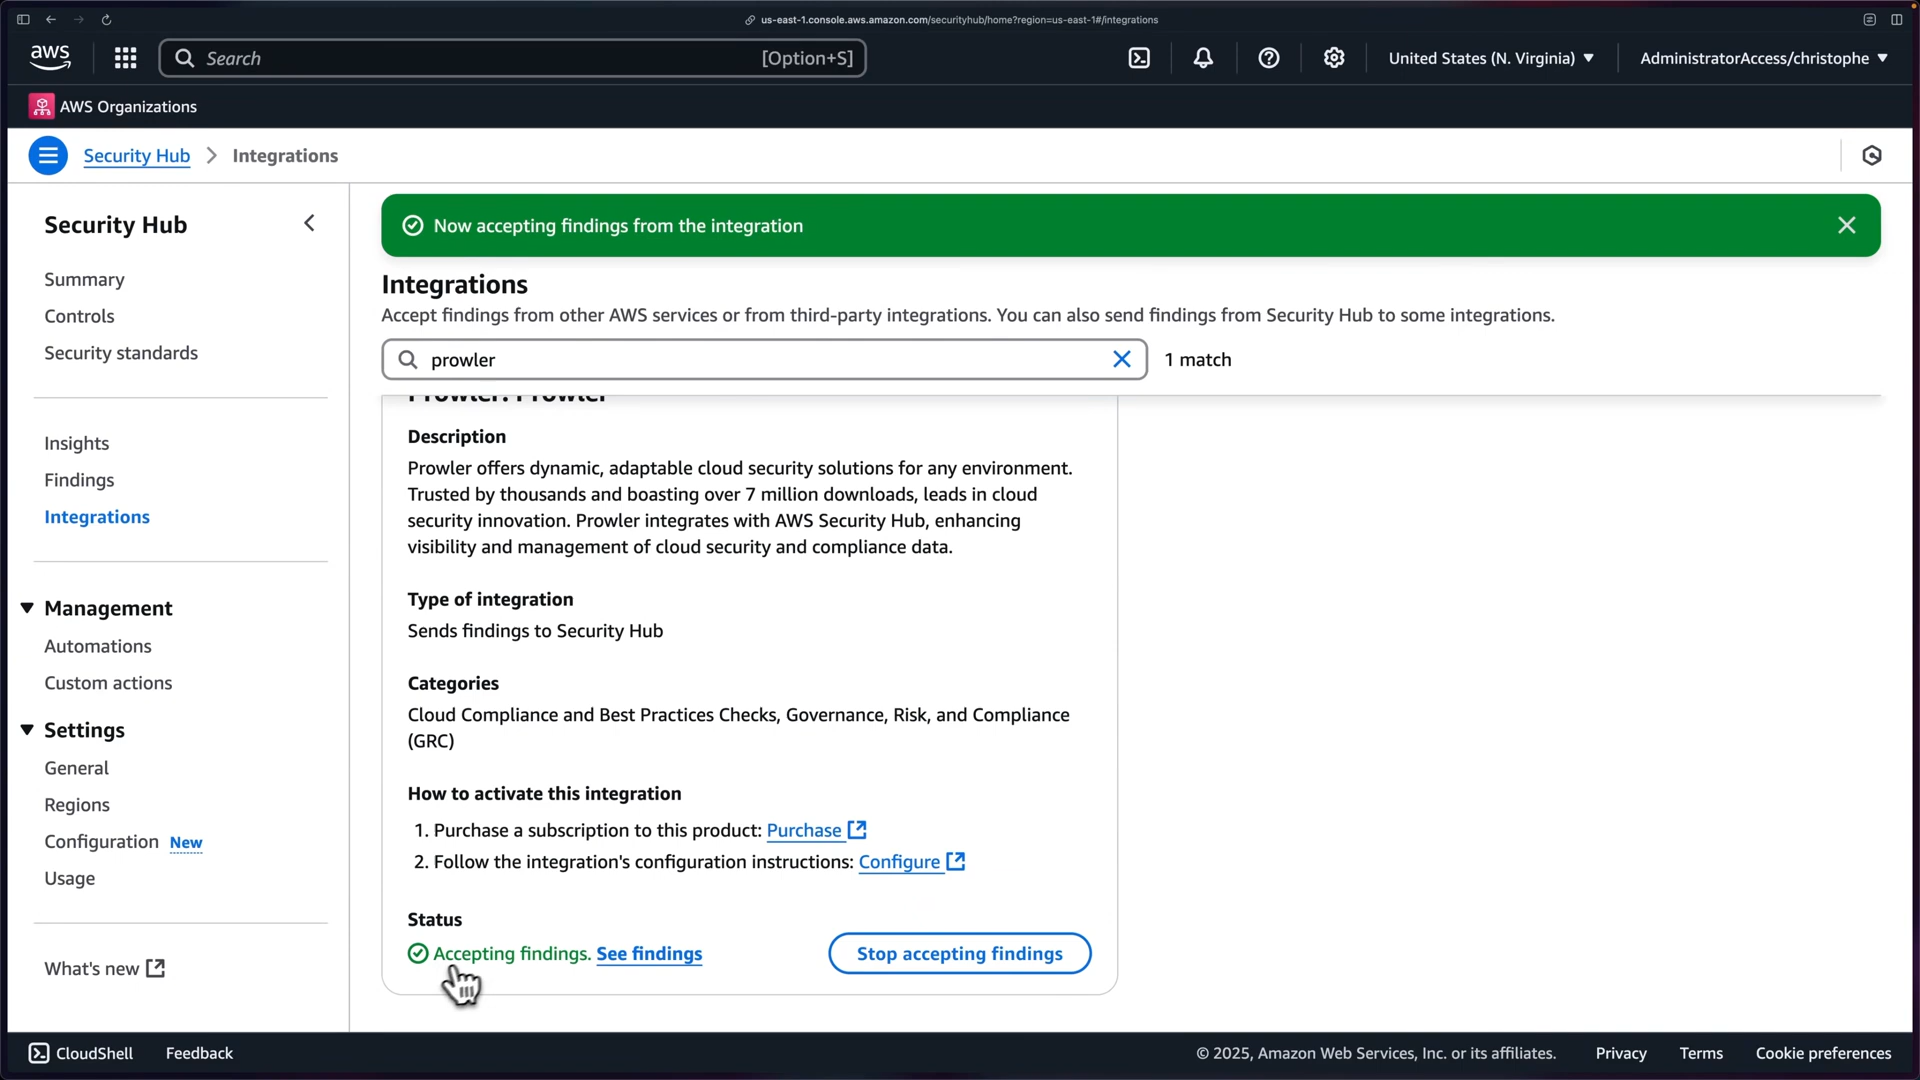 us-east-1.console.aws.amazon.com/securityhub/home?region=us-east-1#/integrations
aws
Search
[Option+S]
United States (N. Virginia)
AdministratorAccess/christophe
AWS Organizations
Security Hub
Integrations
Security Hub
Summary
Controls
Security standards
Insights
Findings
Integrations
Management
Automations
Custom actions
Settings
General
Regions
Configuration New
Usage
What's new
Now accepting findings from the integration
Integrations
Accept findings from other AWS services or from third-party integrations. You can also send findings from Security Hub to some integrations.
prowler
1 match
Prowler: Prowler
Description
Prowler offers dynamic, adaptable cloud security solutions for any environment.
Trusted by thousands and boasting over 7 million downloads, leads in cloud
security innovation. Prowler integrates with AWS Security Hub, enhancing
visibility and management of cloud security and compliance data.
Type of integration
Sends findings to Security Hub
Categories
Cloud Compliance and Best Practices Checks, Governance, Risk, and Compliance
(GRC)
How to activate this integration
1. Purchase a subscription to this product: Purchase
2. Follow the integration's configuration instructions: Configure
Status
Accepting findings. See findings
Stop accepting findings
CloudShell
Feedback
© 2025, Amazon Web Services, Inc. or its affiliates.
Privacy
Terms
Cookie preferences